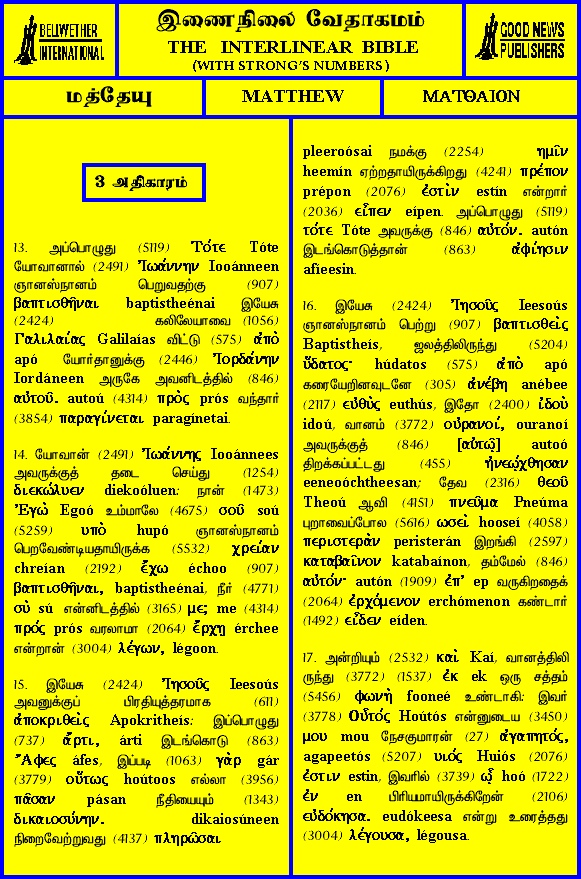 BELLWETHER
INTERNATIONAL
இணைநிலை வேதாகமம்
THE INTERLINEAR BIBLE
(WITH STRONG'S NUMBERS)
GOOD NEWS
PUBLISHERS
மத்தேயு
MATTHEW
ΜΑΤΘΑΙΟΝ
3 அதிகாரம்
13. அப்பொழுது (5119) Τότε Tóte
யோவானால் (2491) Ἰωάννην Iooánneen
ஞானஸ்நானம் பெறுவதற்கு (907)
βαπτισθῆναι baptistheénai இயேசு
(2424) கலிலேயாவை (1056)
Γαλιλαίας Galilaías விட்டு (575) ἀπὸ
apó யோர்தானுக்கு (2446) Ἰορδάνην
Iordáneen அருகே அவனிடத்தில் (846)
αὐτοῦ. autoú (4314) πρὸς prós வந்தார்
(3854) παραγίνεται paragínetai.
14. யோவான் (2491) Ἰωάννης Iooánnees
அவருக்குத் தடை செய்து (1254)
διεκώλυεν diekoóluen: நான் (1473)
Ἐγὼ Egoó உம்மாலே (4675) σοῦ soú
(5259) ὑπὸ hupó ஞானஸ்நானம்
பெறவேண்டியதாயிருக்க (5532) χρείαν
chreían (2192) ἔχω échoo (907)
βαπτισθῆναι, baptistheénai, நீர் (4771)
σὺ sú என்னிடத்தில் (3165) με; me (4314)
πρός prós வரலாமா (2064) ἔρχῃ érchee
என்றான் (3004) λέγων, légoon.
15. இயேசு (2424) Ἰησοῦς Ieesoús
அவனுக்குப் பிரதியுத்தரமாக (611)
ἀποκριθεὶς Apokritheís: இப்பொழுது
(737) ἄρτι, árti இடங்கொடு (863)
Ἄφες áfes, இப்படி (1063) γὰρ gár
(3779) οὕτως hoútoos எல்லா (3956)
πᾶσαν pásan நீதியையும் (1343)
δικαιοσύνην. dikaiosúneen
நிறைவேற்றுவது (4137) πληρῶσαι
pleeroósai நமக்கு (2254) ημῖν
heemín ஏற்றதாயிருக்கிறது (4241) πρέπον
prépon (2076) ἐστὶν estín என்றார்
(2036) εἶπεν eípen. அப்பொழுது (5119)
τότε Tóte அவருக்கு (846) αὐτόν. autón
இடங்கொடுத்தான் (863) ἀφίησιν
afíeesin.
16. இயேசு (2424) Ἰησοῦς Ieesoús
ஞானஸ்நானம் பெற்று (907) βαπτισθεὶς
Baptistheís, ஜலத்திலிருந்து (5204)
ὕδατος· húdatos (575) ἀπὸ apó
கரையேறினவுடனே (305) ἀνέβη anébee
(2117) εὐθὺς euthús, இதோ (2400) ἰδοὺ
idoú, வானம் (3772) οὐρανοί, ouranoí
அவருக்குத் (846) [αὐτῷ] autoó
திறக்கப்பட்டது (455) ἠνεῴχθησαν
eeneoóchtheesan; தேவ (2316) θεοῦ
Theoú ஆவி (4151) πνεῦμα Pneúma
புறாவைப்போல (5616) ωσεὶ hooseí (4058)
περιστερὰν peristerán இறங்கி (2597)
καταβαῖνον katabaínon, தம்மேல் (846)
αὐτόν· autón (1909) ἐπ' ep வருகிறதைக்
(2064) ἐρχόμενον erchómenon கண்டார்
(1492) εἶδεν eíden.
17. அன்றியும் (2532) καὶ Kaí, வானத்திலி
ருந்து (3772) (1537) ἐκ ek ஒரு சத்தம்
(5456) φωνὴ fooneé உண்டாகி: இவர்
(3778) Οὗτός Hoútós என்னுடைய (3450)
μου mou நேசகுமாரன் (27) ἀγαπητός,
agapeetós (5207) υιός Huiós (2076)
ἐστιν estin, இவரில் (3739) ᾧ hoó (1722)
ἐν en பிரியமாயிருக்கிறேன் (2106)
εὐδόκησα. eudókeesa என்று உரைத்தது
(3004) λέγουσα, légousa.